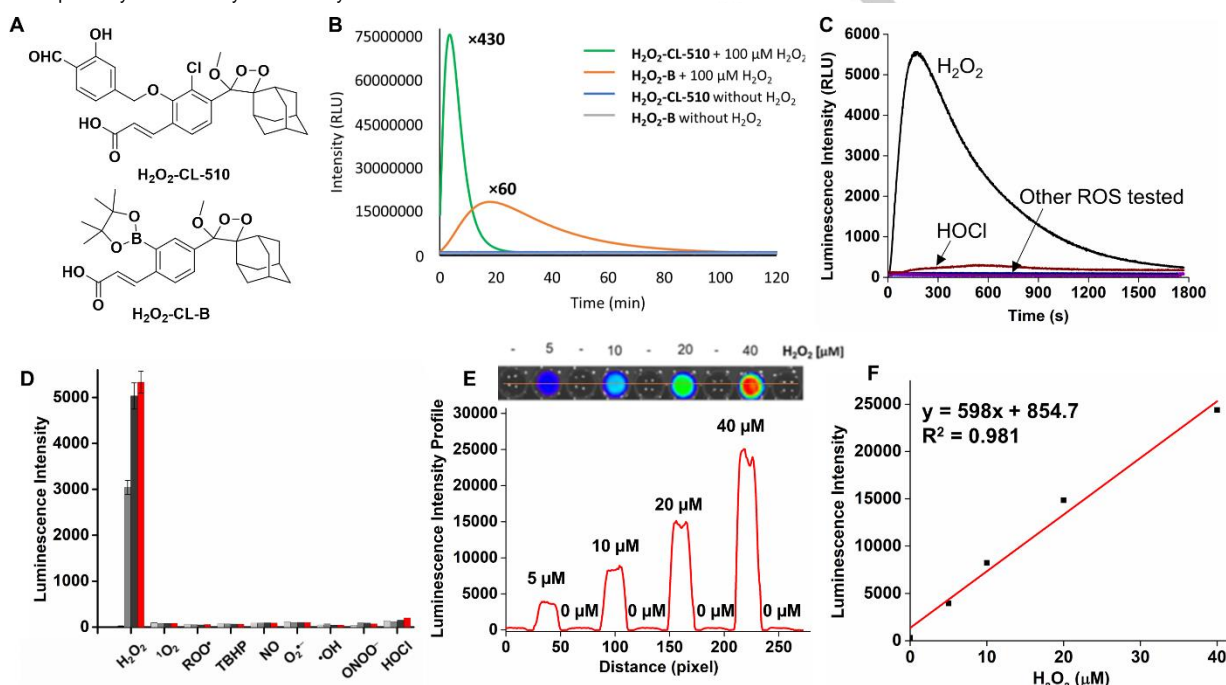 A
OH
OHC
Cl
O
O-O
O
HO
O
H₂O₂-CL-510
O
O
B
O
O-O
HO
O
H₂O₂-CL-B
B
Intensity (RLU)
75000000
60000000
45000000
30000000
15000000
0
0 20 40 60 80 100 120
Time (min)
×430
×60
H₂O₂-CL-510 + 100 µM H₂O₂
H₂O₂-B + 100 µM H₂O₂
H₂O₂-CL-510 without H₂O₂
H₂O₂-B without H₂O₂
C
Luminescence Intensity (RLU)
6000
5000
4000
3000
2000
1000
0
0 300 600 900 1200 1500 1800
Time (s)
H₂O₂
Other ROS tested
HOCl
D
Luminescence Intensity
5000
4000
3000
2000
1000
0
H₂O₂ ¹O₂ ROO• TBHP NO O₂•⁻ •OH ONOO⁻ HOCl
E
- 5 - 10 - 20 - 40 - H₂O₂ [µM]
Luminescence Intensity Profile
30000
25000
20000
15000
10000
5000
0
0 50 100 150 200 250
Distance (pixel)
40 µM
20 µM
10 µM
5 µM
0 µM 0 µM 0 µM 0 µM
F
Luminescence Intensity
25000
20000
15000
10000
5000
0
0 10 20 30 40
H₂O₂ (µM)
y = 598x + 854.7
R² = 0.981